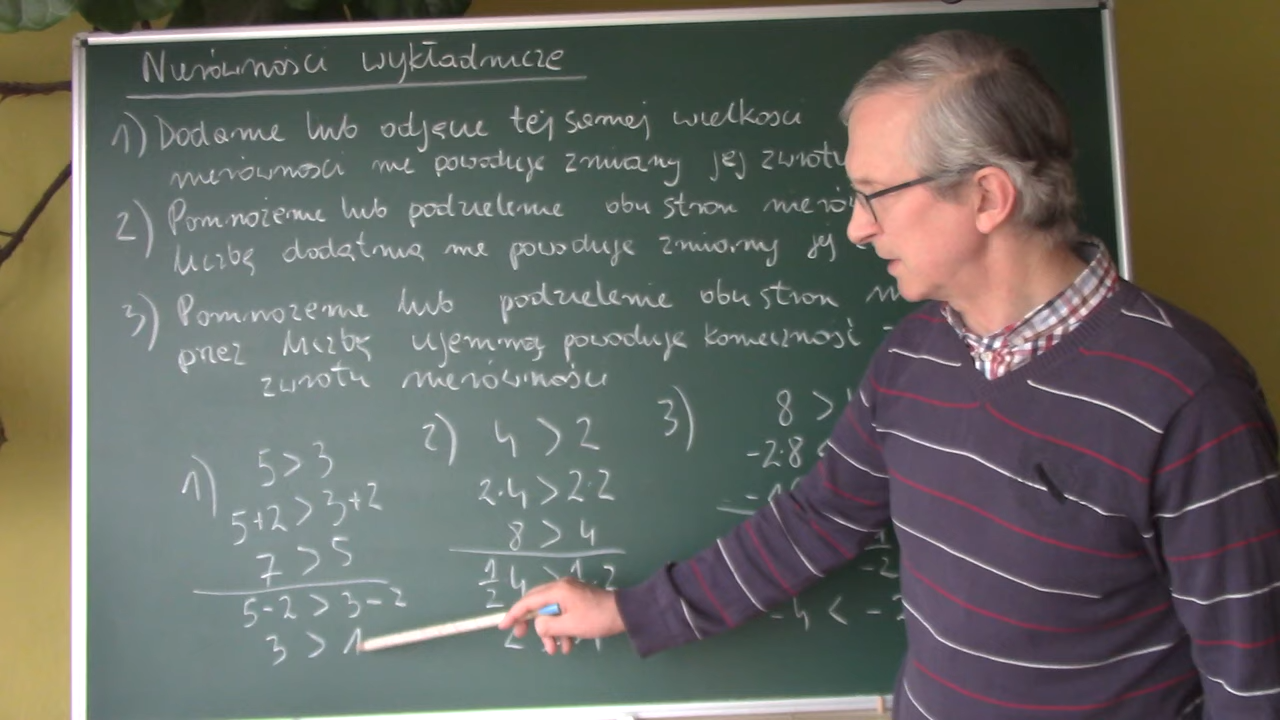 Nierówności wykładnicze
1) Dodanie lub odjęcie tej samej wielkości
nierówności nie powoduje zmiany jej zwrotu
2) Pomnożenie lub podzielenie obu stron
liczbę dodatnią nie powoduje zmiany jej
3) Pomnożenie lub podzielenie obu stron
przez liczbę ujemną powoduje konieczność
zwrotu nierówności
1) 5>3
5+2>3+2
7>5
5-2>3-2
3>1
2) 4>2
2·4>2·2
8>4
3) 8>
-2·8
-4<-2